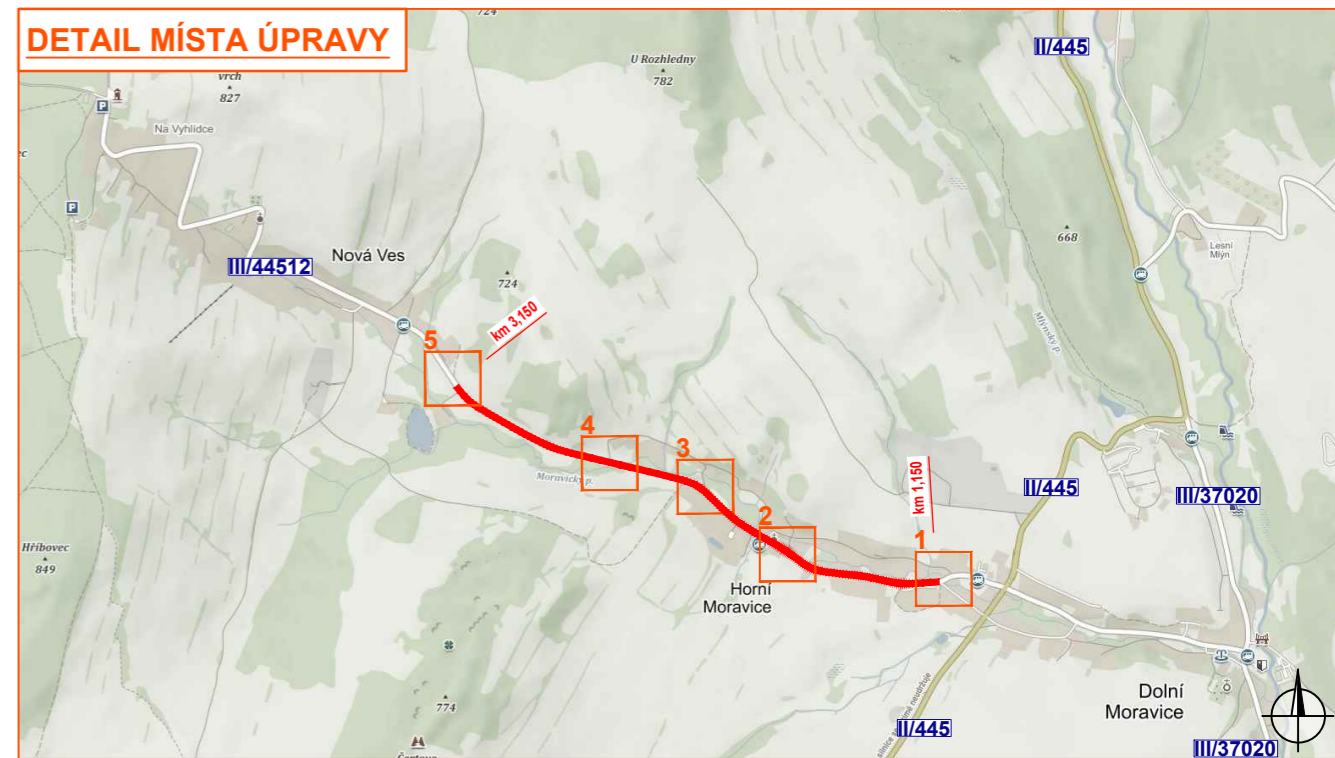 DETAIL MÍSTA ÚPRAVY
724
vrch
827
U Rozhledny
782
II/445
P
Na Vyhlídce
P
668
Lesní
Mlýn
Nová Ves
III/44512
724
km 3,150
Mlýnský p.
5
4
3
Moravický p.
km 1,150
II/445
III/37020
2
1
Hřibovec
849
Horní
Moravice
774
Dolní
Moravice
II/445
III/37020